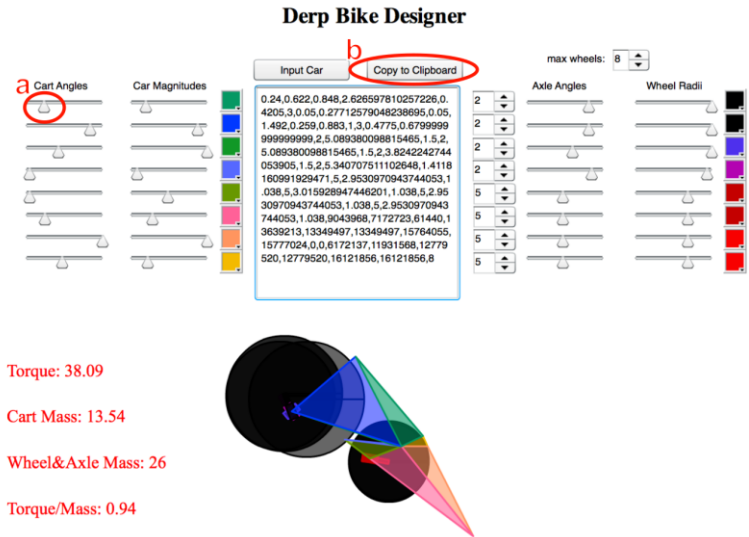 Derp Bike Designer
b
max wheels: 8
a
Input Car
Copy to Clipboard
Cart Angles
Car Magnitudes
Axle Angles
Wheel Radii
0.24,0.622,0.848,2.626597810257226,0.
4205,3,0.05,0.27712579048238695,0.05,
1.492,0.259,0.883,1,3,0.4775,0.6799999
999999999,2,5.089380098815465,1.5,2,
5.089380098815465,1.5,2,3.8242242744
053905,1.5,2,5.340707511102648,1.4118
160991929471,5,2.95309709437440 53,1
.038,5,3.015928947446201,1.038,5,2.95
30970943744053,1.038,5,2.9530970943
744053,1.038,9043968,7172723,61440,1
3639213,13349497,13349497,15764055,
15777024,0,0,6172137,11931568,12779
520,12779520,16121856,16121856,8
2
2
2
2
5
5
5
5
Torque: 38.09
Cart Mass: 13.54
Wheel&Axle Mass: 26
Torque/Mass: 0.94